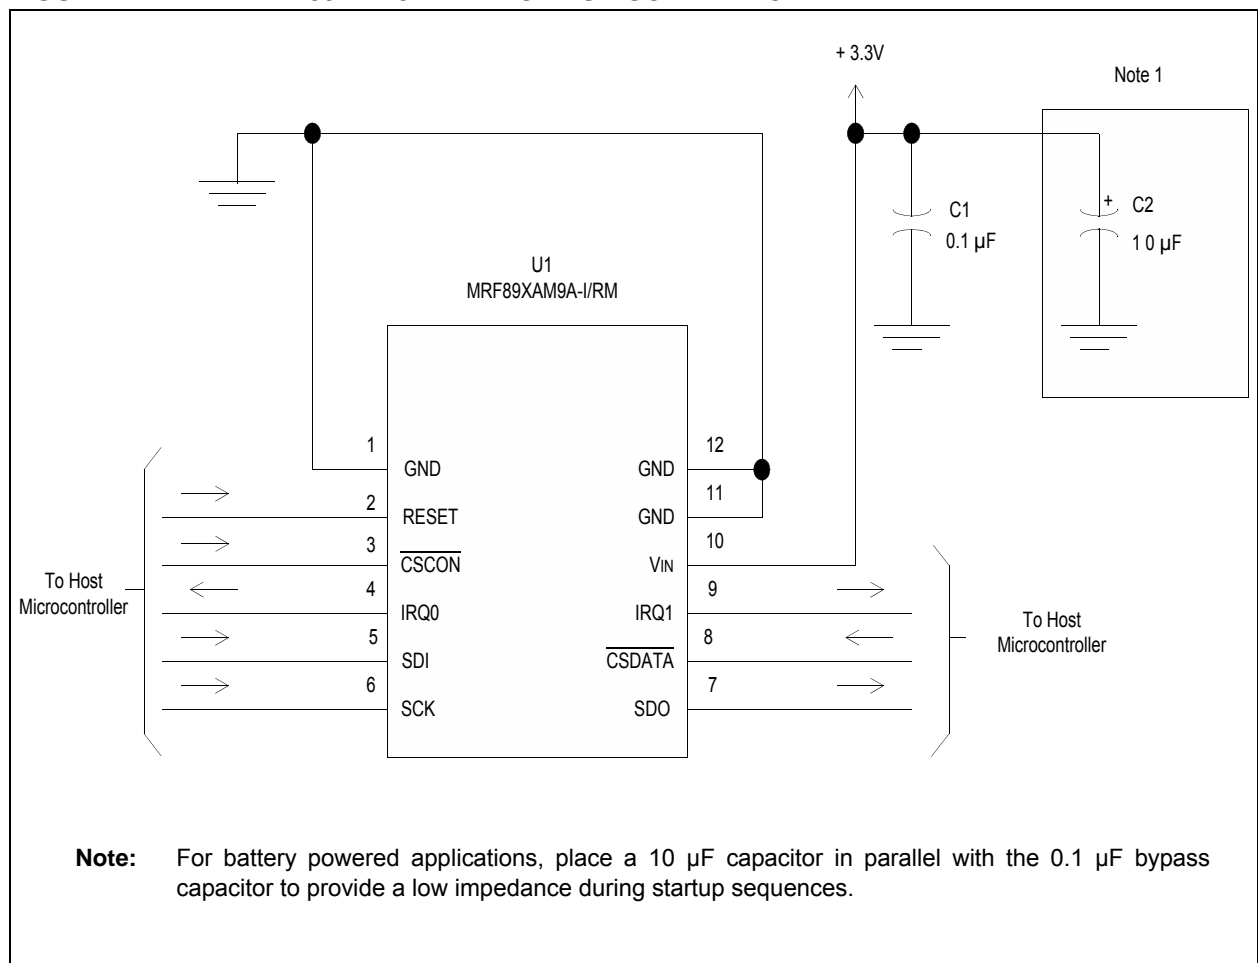 + 3.3V
Note 1
C1
0.1 µF
+ C2
1 0 µF
U1
MRF89XAM9A-I/RM
1
GND
2
RESET
3
CSCON
4
IRQ0
5
SDI
6
SCK
12
GND
11
GND
10
VIN
9
IRQ1
8
CSDATA
7
SDO
To Host
Microcontroller
To Host
Microcontroller
Note: For battery powered applications, place a 10 µF capacitor in parallel with the 0.1 µF bypass
capacitor to provide a low impedance during startup sequences.